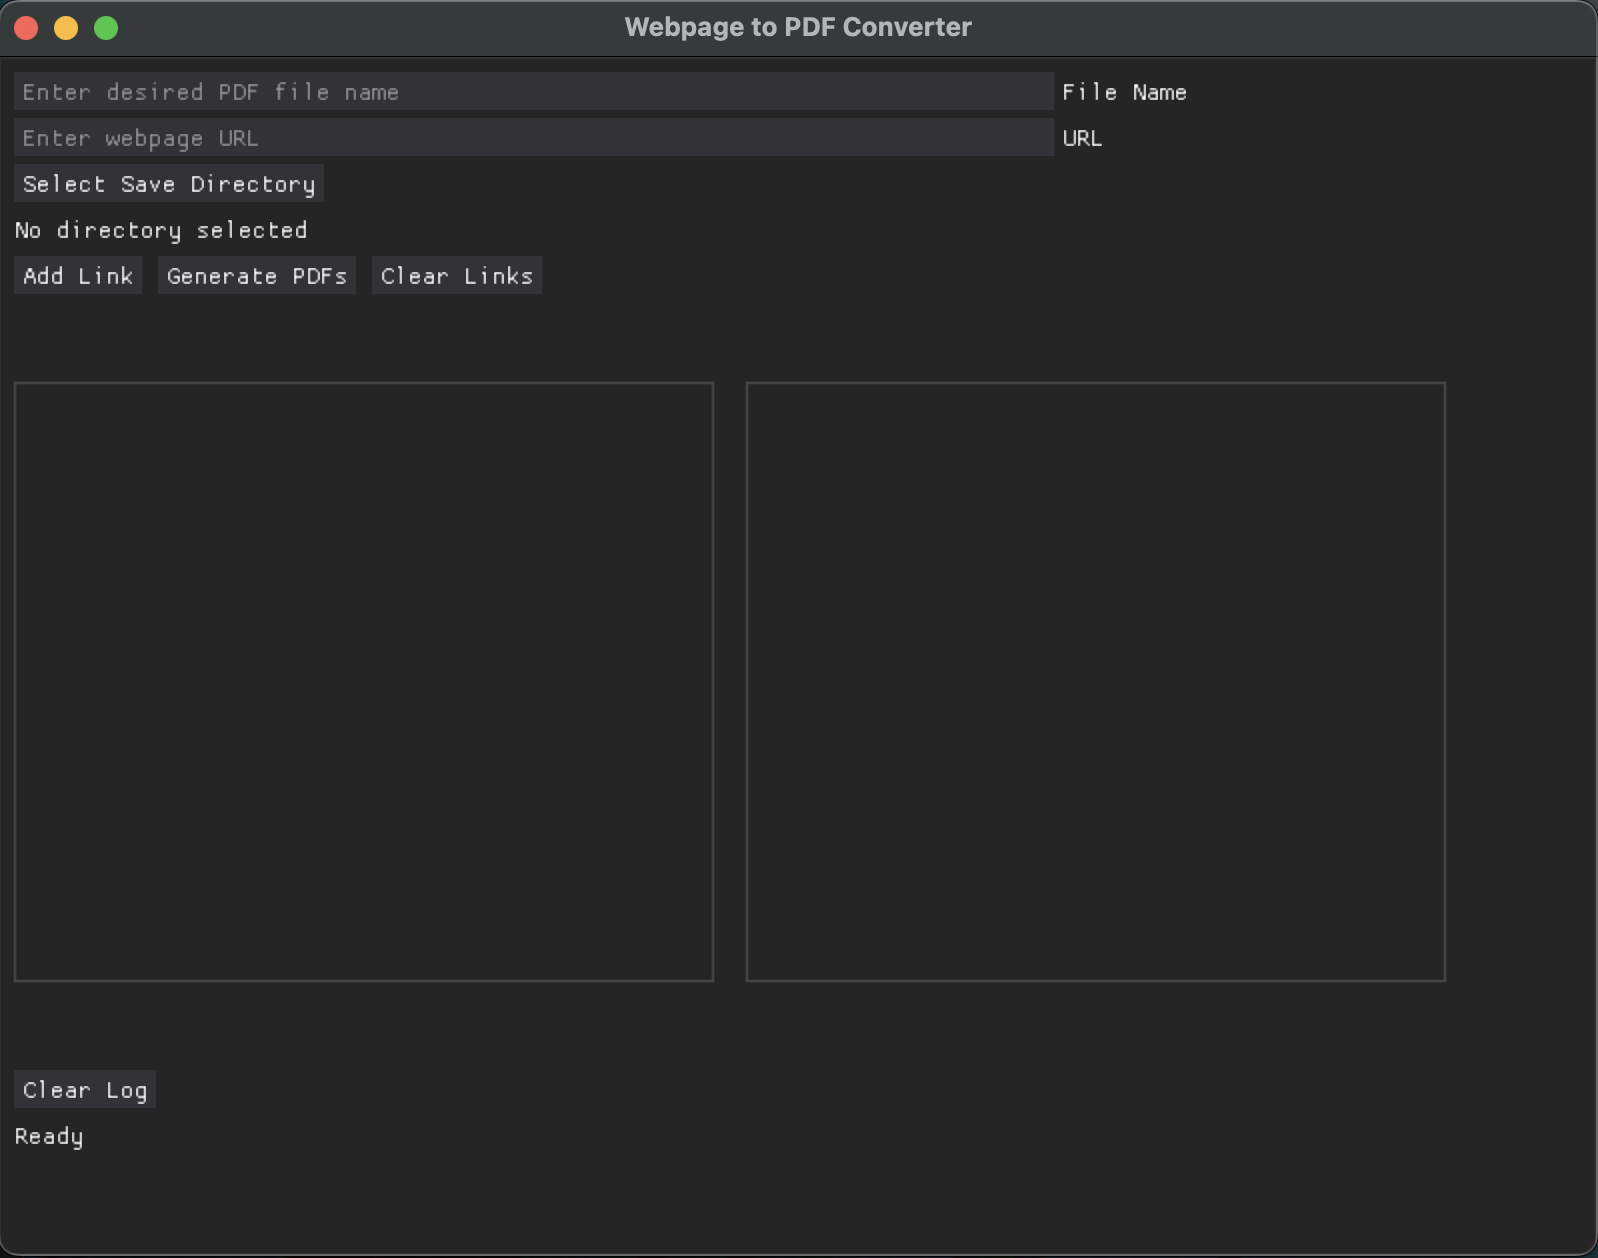 Webpage to PDF Converter
Enter desired PDF file name File Name
Enter webpage URL URL
Select Save Directory
No directory selected
Add Link Generate PDFs Clear Links
Clear Log
Ready